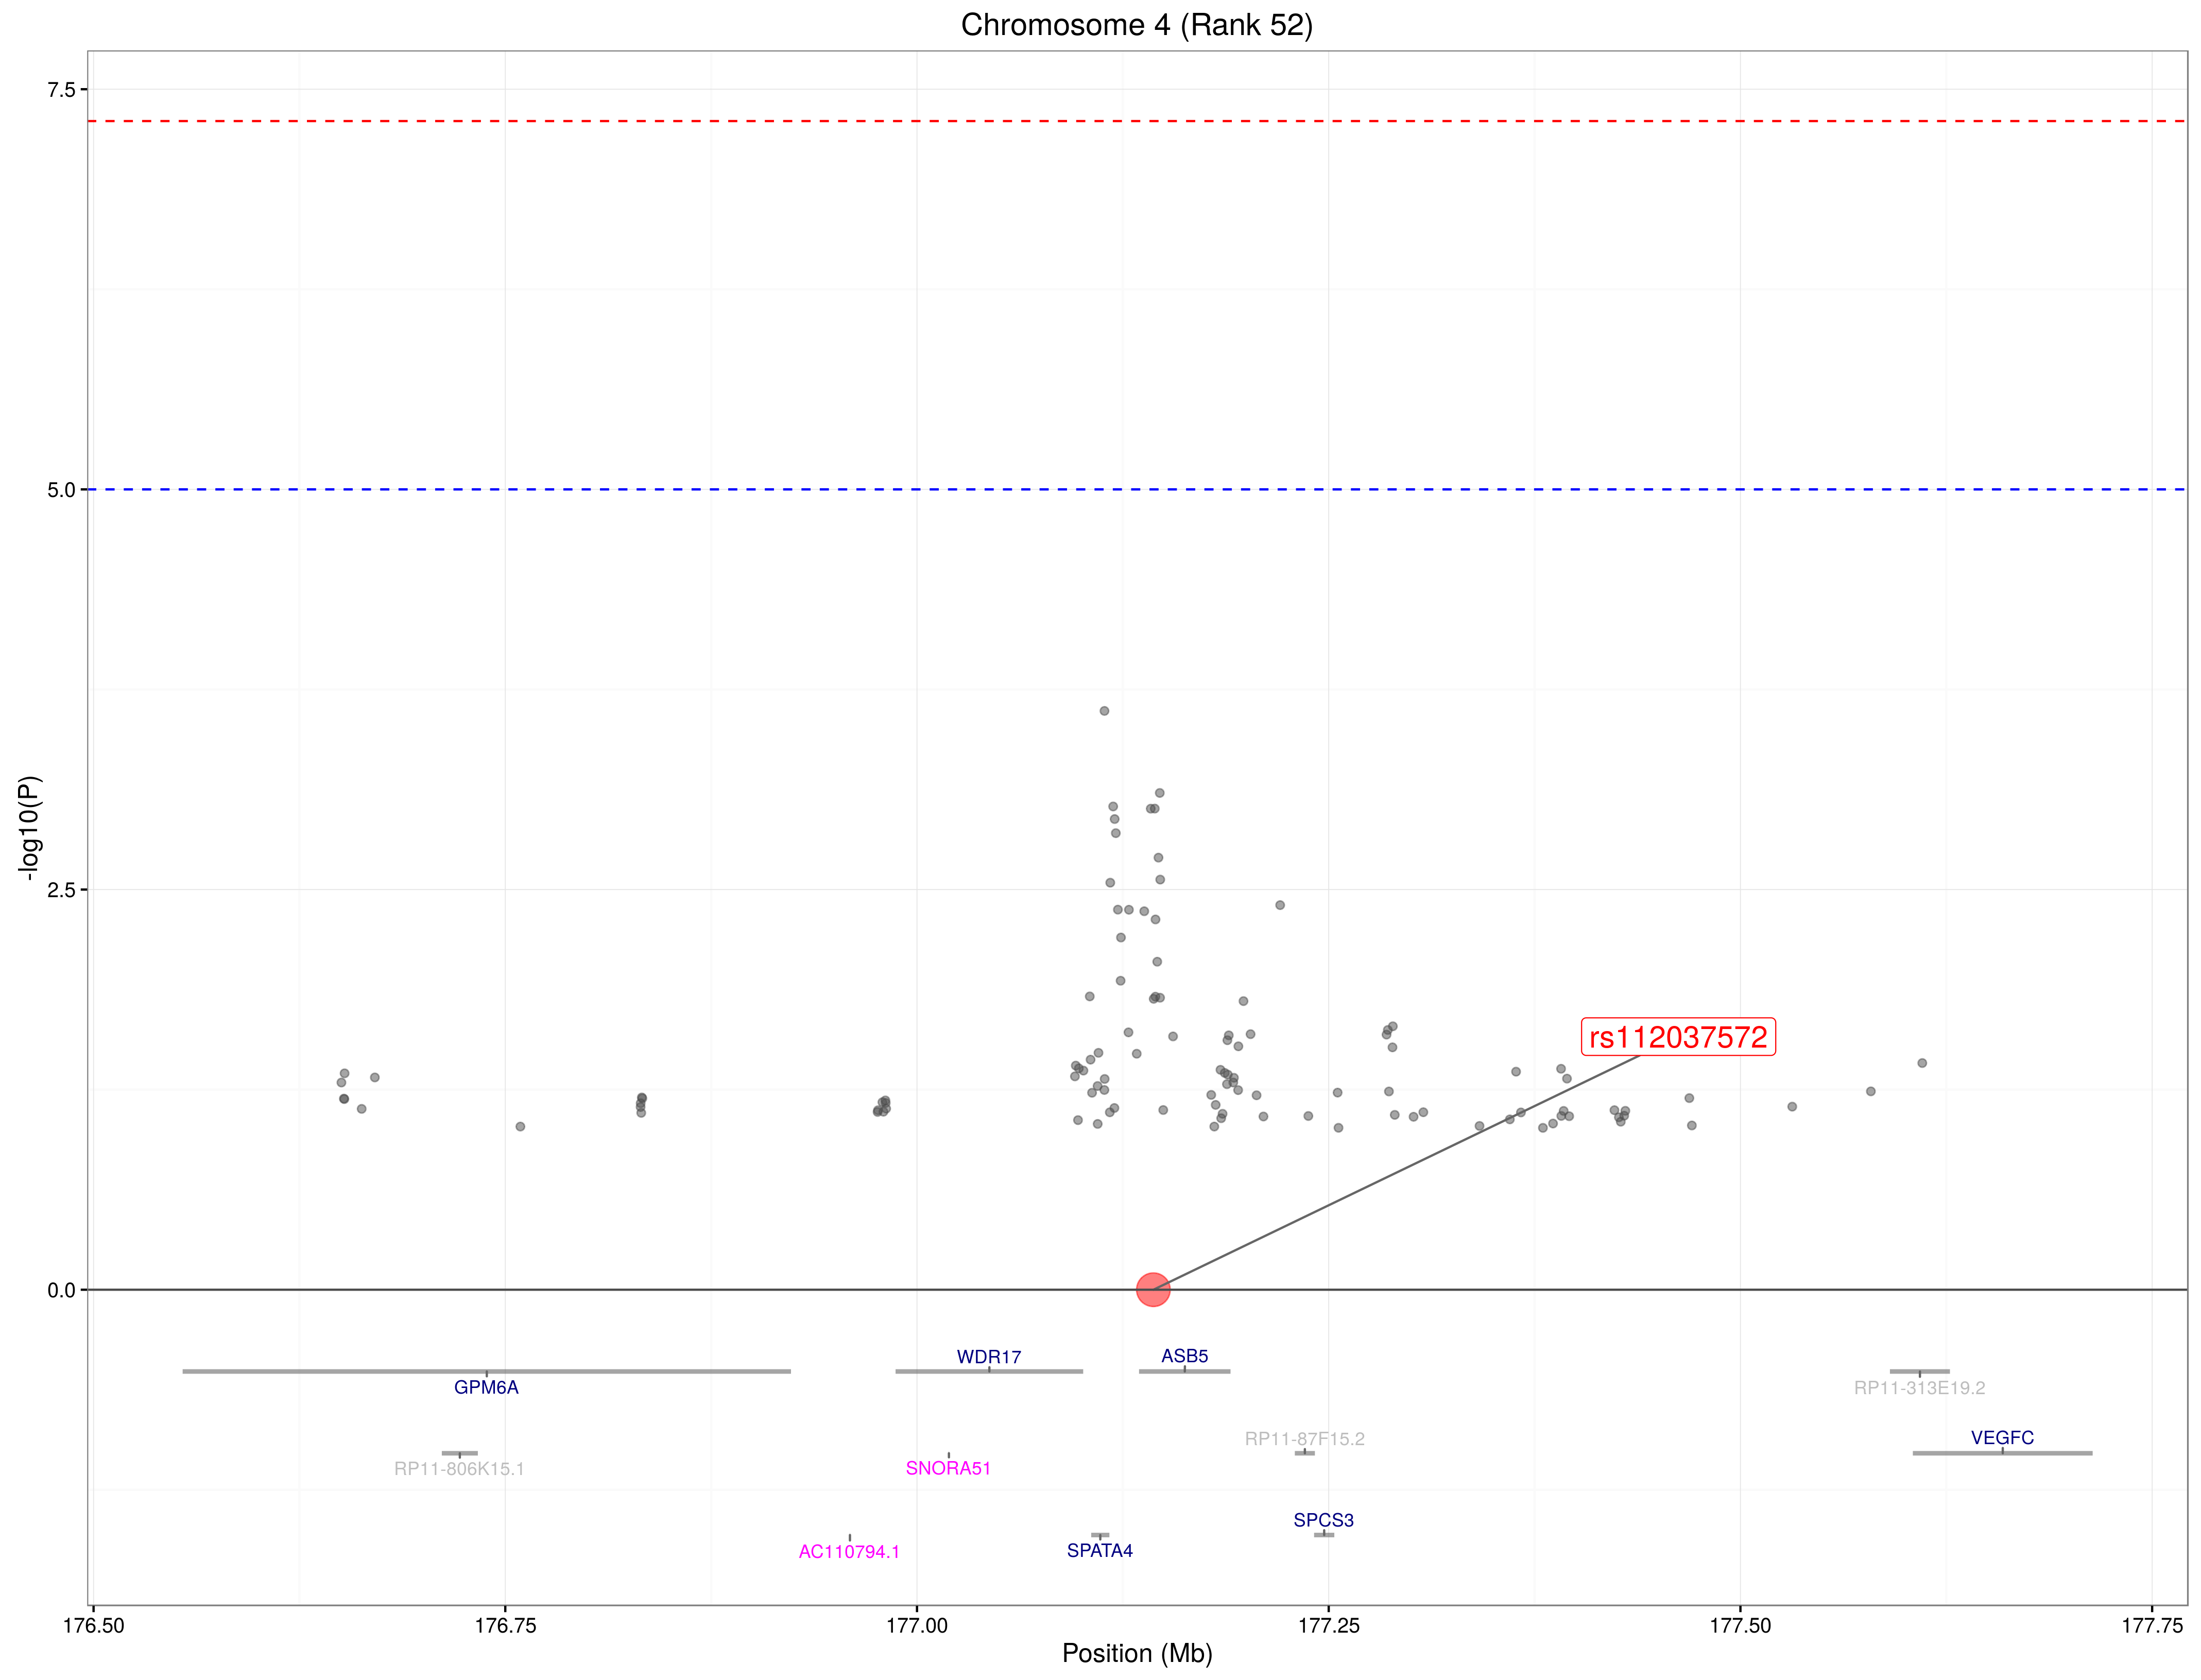 Chromosome 4 (Rank 52)
7.5
5.0
-log10(P)
2.5
rs112037572
0.0
WDR17
ASB5
GPM6A
RP11-313E19.2
RP11-87F15.2
VEGFC
RP11-806K15.1
SNORA51
SPCS3
AC110794.1
SPATA4
176.50 176.75 177.00 177.25 177.50 177.75
Position (Mb)